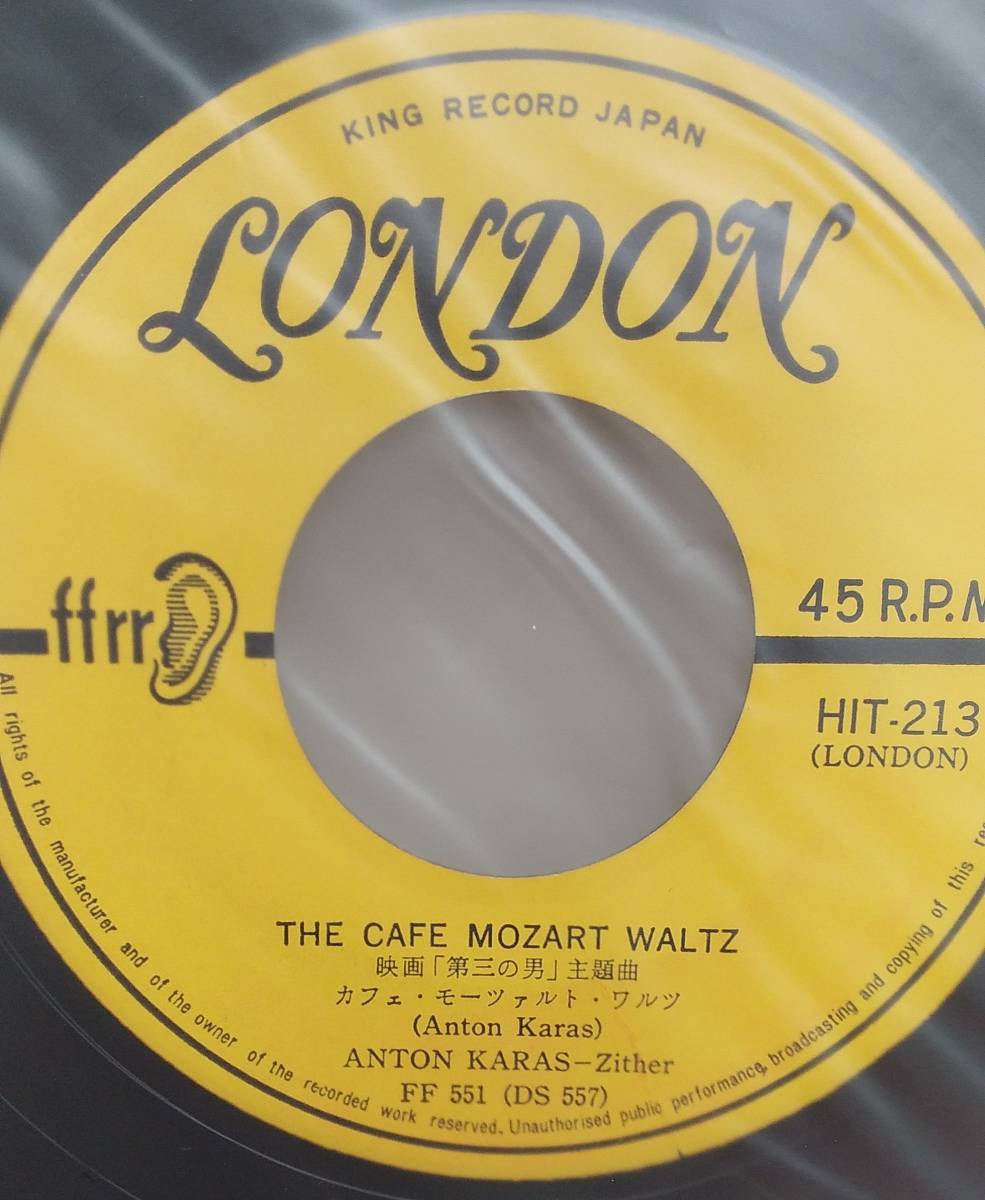 KING RECORD JAPAN
LONDON
ffrr
45 R.P.M
HIT-213
(LONDON)
THE CAFE MOZART WALTZ
映画「第三の男」主題曲
カフェ・モーツァルト・ワルツ
(Anton Karas)
ANTON KARAS-Zither
FF 551 (DS 557)
All rights of the manufacturer and of the owner of the recorded work reserved. Unauthorised public performance, broadcasting and copying of this rec